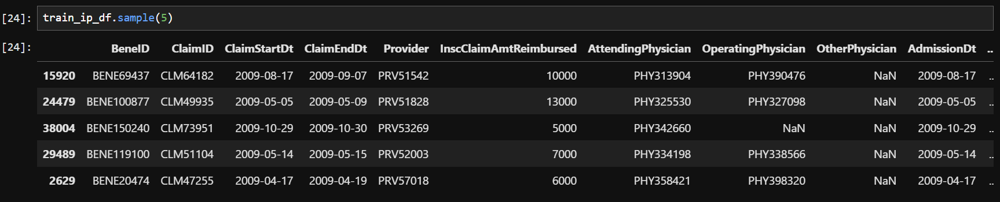 [24]: train_ip_df.sample(5)
[24]:
BeneID ClaimID ClaimStartDt ClaimEndDt Provider InscClaimAmtReimbursed AttendingPhysician OperatingPhysician OtherPhysician AdmissionDt ..
15920 BENE69437 CLM64182 2009-08-17 2009-09-07 PRV51542 10000 PHY313904 PHY390476 NaN 2009-08-17 ..
24479 BENE100877 CLM49935 2009-05-05 2009-05-09 PRV51828 13000 PHY325530 PHY327098 NaN 2009-05-05 ..
38004 BENE150240 CLM73951 2009-10-29 2009-10-30 PRV53269 5000 PHY342660 NaN NaN 2009-10-29 ..
29489 BENE119100 CLM51104 2009-05-14 2009-05-15 PRV52003 7000 PHY334198 PHY338566 NaN 2009-05-14 ..
2629 BENE20474 CLM47255 2009-04-17 2009-04-19 PRV57018 6000 PHY358421 PHY398320 NaN 2009-04-17 ..